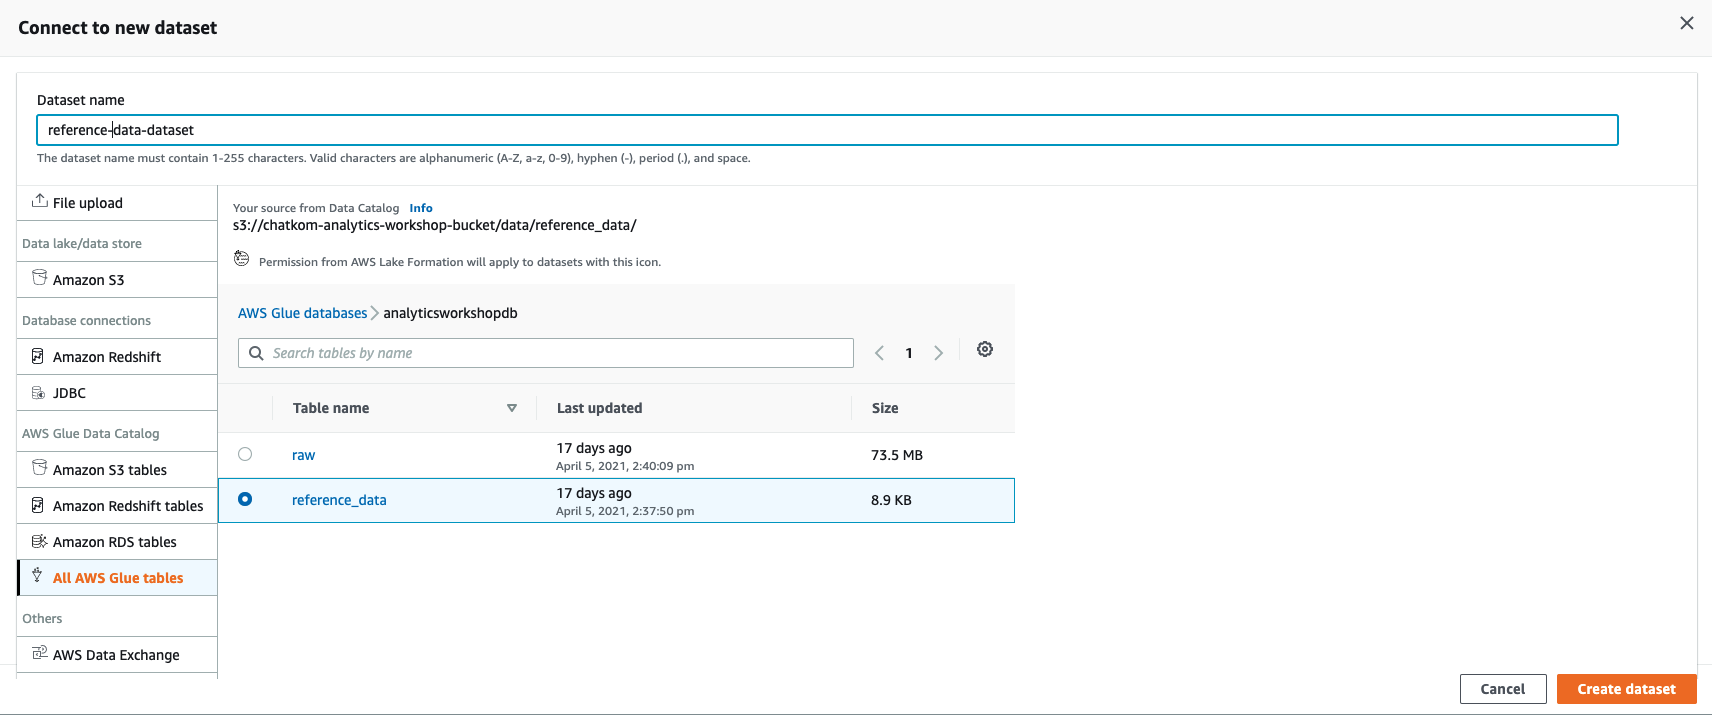 Connect to new dataset
Dataset name
reference-data-dataset
The dataset name must contain 1-255 characters. Valid characters are alphanumeric (A-Z, a-z, 0-9), hyphen (-), period (.), and space.
File upload
Data lake/data store
Amazon S3
Database connections
Amazon Redshift
JDBC
AWS Glue Data Catalog
Amazon S3 tables
Amazon Redshift tables
Amazon RDS tables
All AWS Glue tables
Others
AWS Data Exchange
Your source from Data Catalog Info
s3://chatkom-analytics-workshop-bucket/data/reference_data/
Permission from AWS Lake Formation will apply to datasets with this icon.
AWS Glue databases analyticsworkshopdb
Search tables by name 1
Table name Last updated Size
raw 17 days ago 73.5 MB
April 5, 2021, 2:40:09 pm
reference_data 17 days ago 8.9 KB
April 5, 2021, 2:37:50 pm
Cancel Create dataset